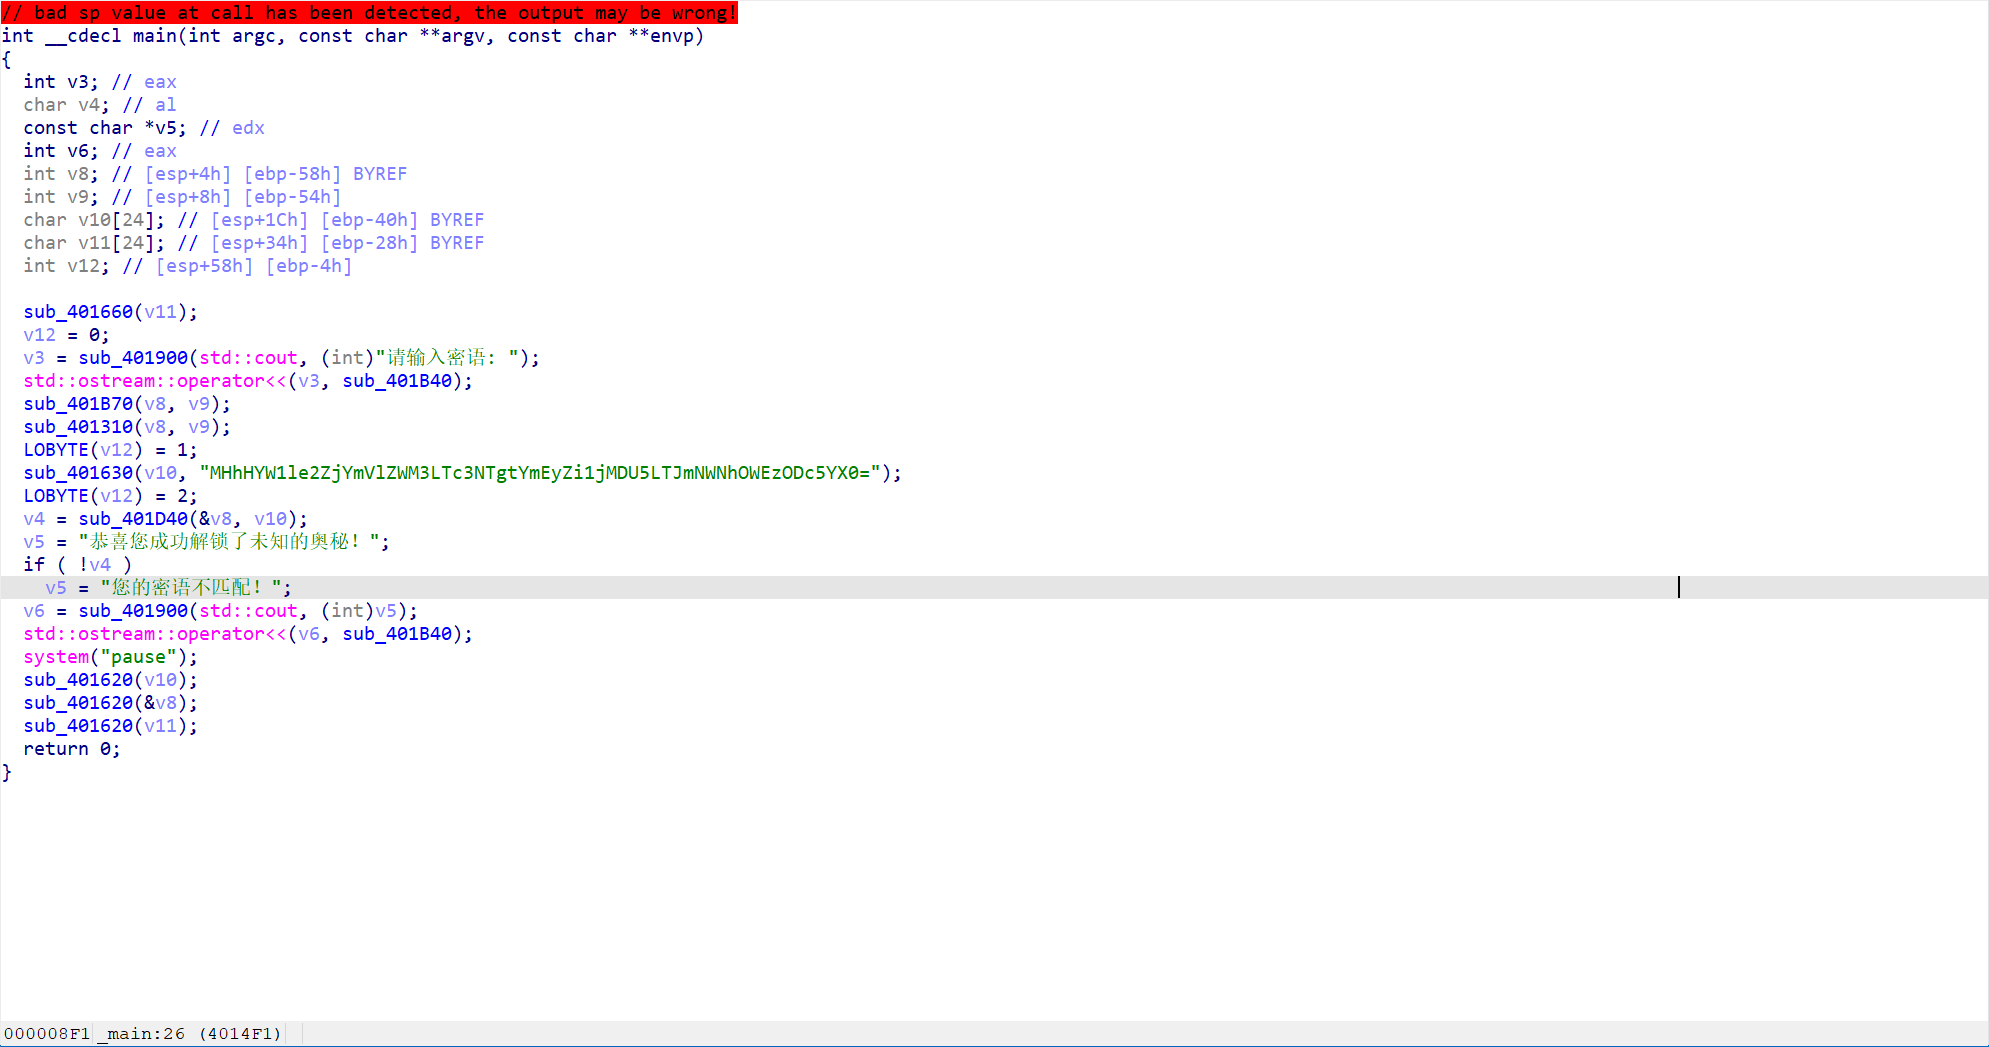 // bad sp value at call has been detected, the output may be wrong!
int __cdecl main(int argc, const char **argv, const char **envp)
{
  int v3; // eax
  char v4; // al
  const char *v5; // edx
  int v6; // eax
  int v8; // [esp+4h] [ebp-58h] BYREF
  int v9; // [esp+8h] [ebp-54h]
  char v10[24]; // [esp+1Ch] [ebp-40h] BYREF
  char v11[24]; // [esp+34h] [ebp-28h] BYREF
  int v12; // [esp+58h] [ebp-4h]

  sub_401660(v11);
  v12 = 0;
  v3 = sub_401900(std::cout, (int)"请输入密语: ");
  std::ostream::operator<<(v3, sub_401B40);
  sub_401B70(v8, v9);
  sub_401310(v8, v9);
  LOBYTE(v12) = 1;
  sub_401630(v10, "MHhHYW1le2ZjYmVlZWM3LTc3NTgtYmEyZi1jMDU5LTJmNWNhOWEzODc5YX0=");
  LOBYTE(v12) = 2;
  v4 = sub_401D40(&v8, v10);
  v5 = "恭喜您成功解锁了未知的奥秘！";
  if ( !v4 )
    v5 = "您的密语不匹配！";
  v6 = sub_401900(std::cout, (int)v5);
  std::ostream::operator<<(v6, sub_401B40);
  system("pause");
  sub_401620(v10);
  sub_401620(&v8);
  sub_401620(v11);
  return 0;
}
000008F1 _main:26 (4014F1)